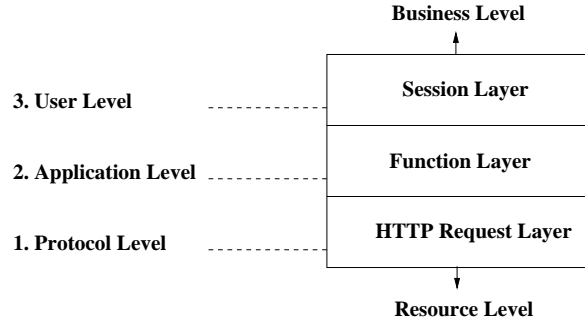 Business Level
3. User Level
Session Layer
2. Application Level
Function Layer
1. Protocol Level
HTTP Request Layer
Resource Level